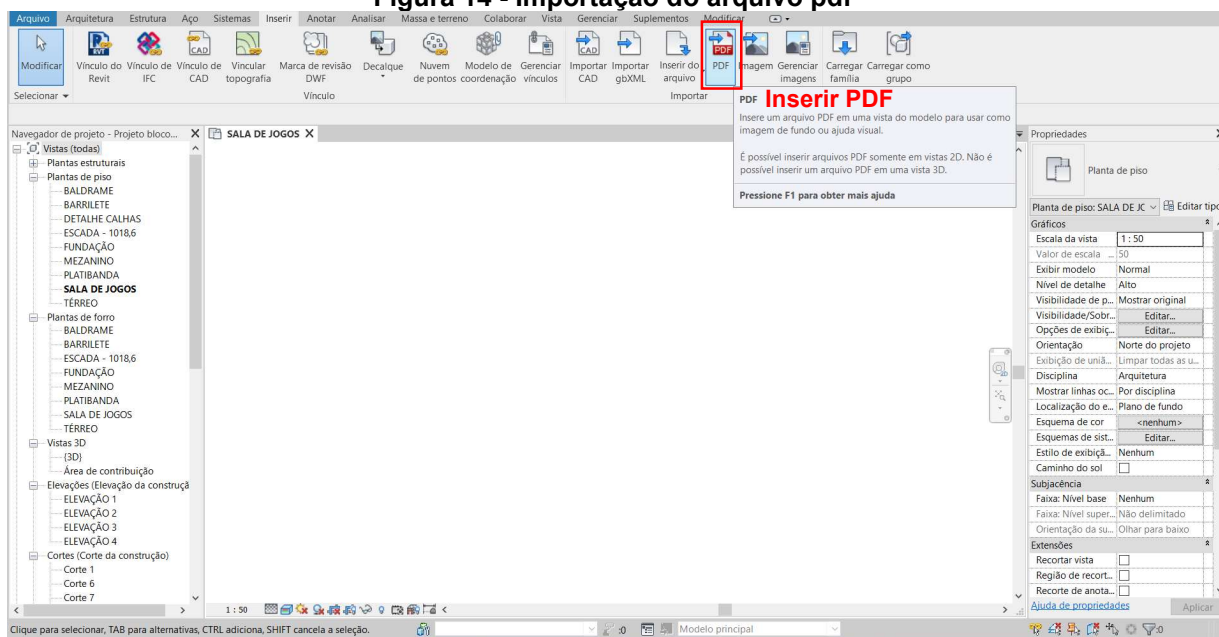 Figura 14 - Importação do arquivo pdf
Arquivo Arquitetura Estrutura Aço Sistemas Inserir Anotar Analisar Massa e terreno Colaborar Vista Gerenciar Suplementos Modificar
Modificar
Vínculo do Revit
Vínculo de IFC
Vínculo de CAD
Vincular topografia
Marca de revisão DWF
Decalque
Nuvem de pontos
Modelo de coordenação
Gerenciar vínculos
Importar CAD
Importar gbXML
Inserir do arquivo
PDF
Imagem
Gerenciar imagens
Carregar família
Carregar como grupo
Selecionar
Vínculo
Importar
PDF Inserir PDF
Insere um arquivo PDF em uma vista do modelo para usar como
imagem de fundo ou ajuda visual.
É possível inserir arquivos PDF somente em vistas 2D. Não é
possível inserir um arquivo PDF em uma vista 3D.
Pressione F1 para obter mais ajuda
Navegador de projeto - Projeto bloco...
SALA DE JOGOS
Vistas (todas)
Plantas estruturais
Plantas de piso
BALDRAME
BARRILETE
DETALHE CALHAS
ESCADA - 1018,6
FUNDAÇÃO
MEZANINO
PLATIBANDA
SALA DE JOGOS
TÉRREO
Plantas de forro
BALDRAME
BARRILETE
ESCADA - 1018,6
FUNDAÇÃO
MEZANINO
PLATIBANDA
SALA DE JOGOS
TÉRREO
Vistas 3D
{3D}
Área de contribuição
Elevações (Elevação da construçã
ELEVAÇÃO 1
ELEVAÇÃO 2
ELEVAÇÃO 3
ELEVAÇÃO 4
Cortes (Corte da construção)
Corte 1
Corte 6
Corte 7
Propriedades
Planta de piso
Planta de piso: SALA DE JC Editar tipo
Gráficos
Escala da vista 1 : 50
Valor de escala ... 50
Exibir modelo Normal
Nível de detalhe Alto
Visibilidade de p... Mostrar original
Visibilidade/Sobr... Editar...
Opções de exibiç... Editar...
Orientação Norte do projeto
Exibição de uniã... Limpar todas as u...
Disciplina Arquitetura
Mostrar linhas oc... Por disciplina
Localização do e... Plano de fundo
Esquema de cor <nenhum>
Esquemas de sist... Editar...
Estilo de exibiçã... Nenhum
Caminho do sol
Subjacência
Faixa: Nível base Nenhum
Faixa: Nível super... Não delimitado
Orientação da su... Olhar para baixo
Extensões
Recortar vista
Região de recort...
Recorte de anota...
Ajuda de propriedades Aplicar
1 : 50
Clique para selecionar, TAB para alternativas, CTRL adiciona, SHIFT cancela a seleção.
:0 Modelo principal
:0